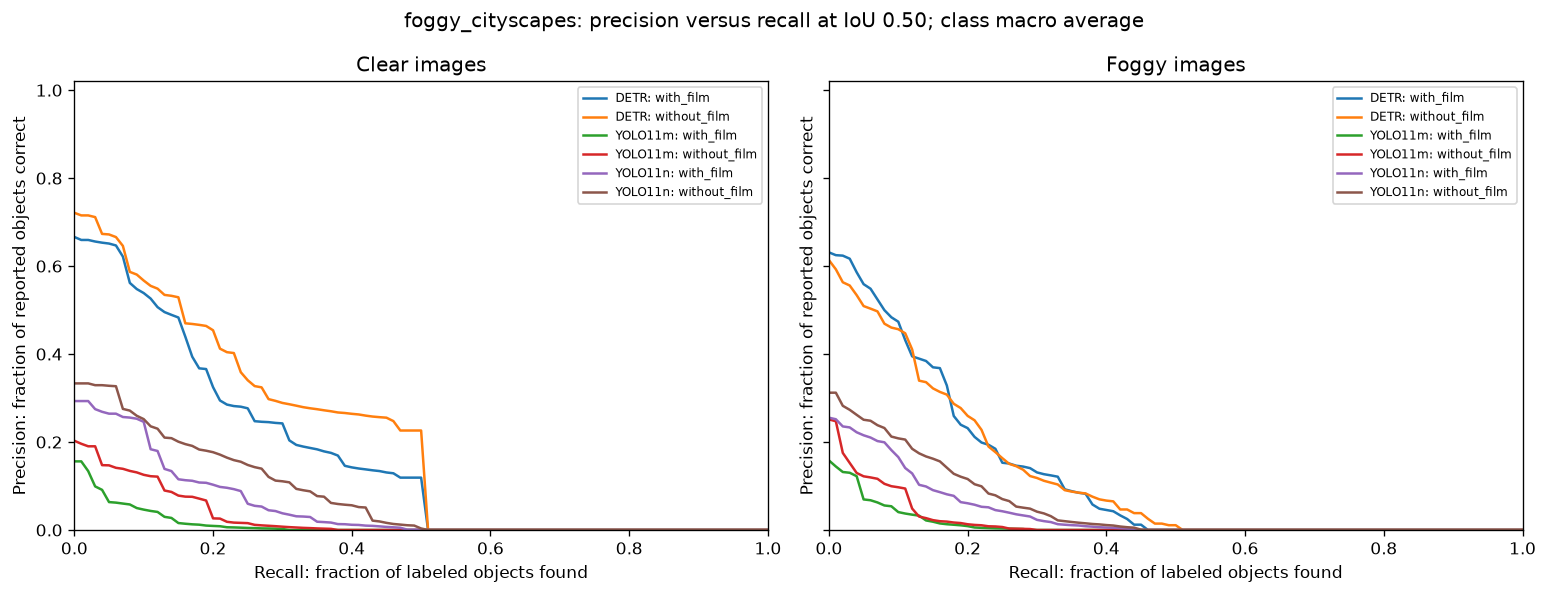 foggy_cityscapes: precision versus recall at IoU 0.50; class macro average
Clear images
Precision: fraction of reported objects correct
1.0
0.8
0.6
0.4
0.2
0.0
DETR: with_film
DETR: without_film
YOLO11m: with_film
YOLO11m: without_film
YOLO11n: with_film
YOLO11n: without_film
0.0 0.2 0.4 0.6 0.8 1.0
Recall: fraction of labeled objects found
Foggy images
Precision: fraction of reported objects correct
DETR: with_film
DETR: without_film
YOLO11m: with_film
YOLO11m: without_film
YOLO11n: with_film
YOLO11n: without_film
0.0 0.2 0.4 0.6 0.8 1.0
Recall: fraction of labeled objects found